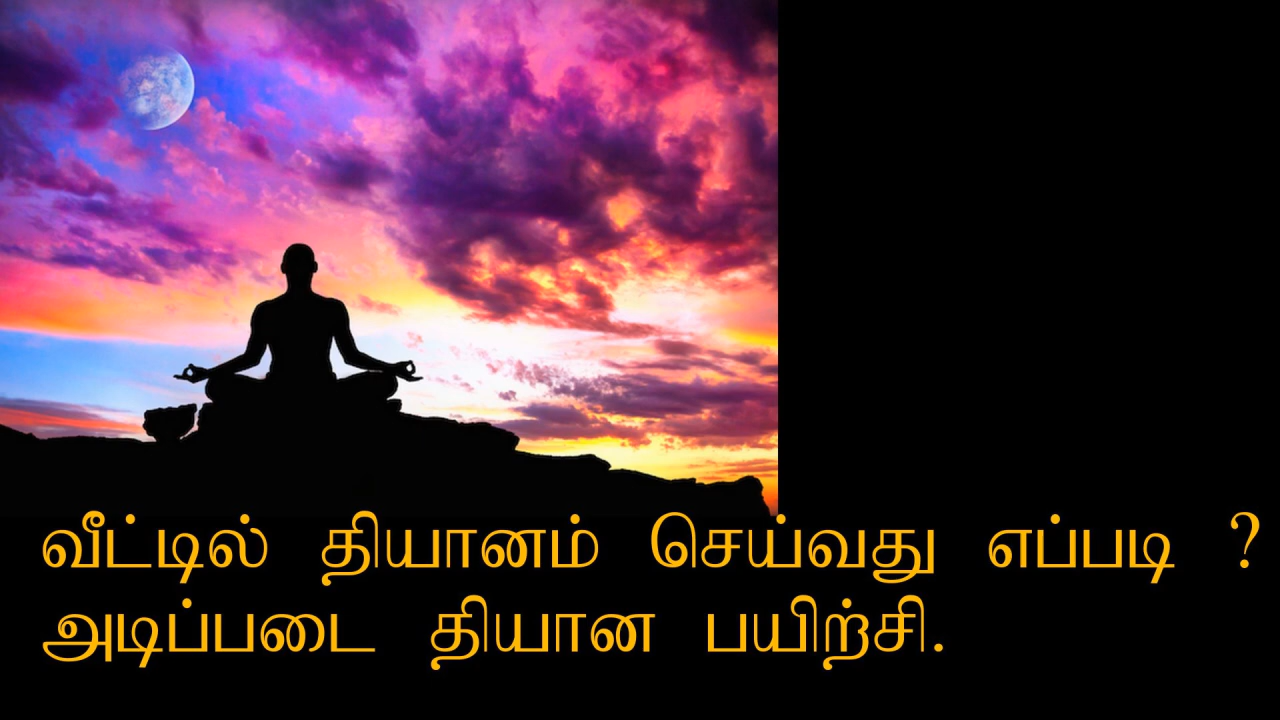 வீட்டில் தியானம் செய்வது எப்படி ?
அடிப்படை தியான பயிற்சி.